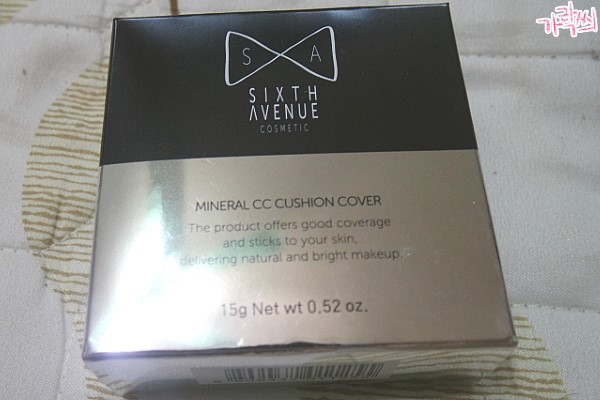 가락씨
S A
SIXTH
AVENUE
COSMETIC
MINERAL CC CUSHION COVER
The product offers good coverage
and sticks to your skin,
delivering natural and bright makeup.
15g Net wt 0.52 oz.